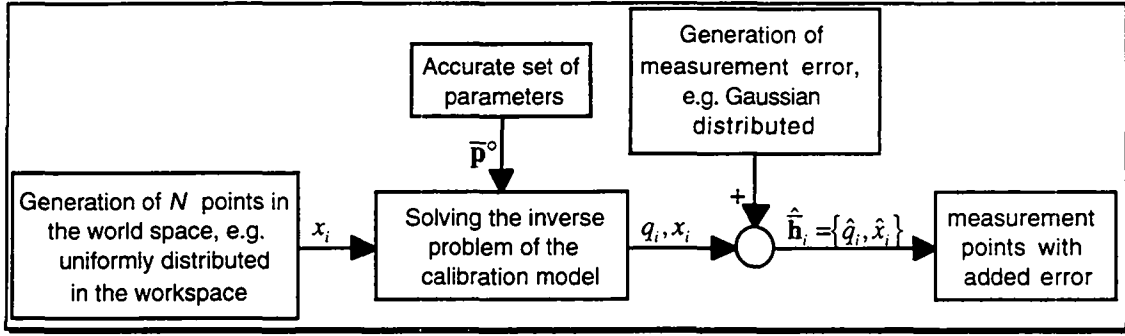 Generation of N points in
the world space, e.g.
uniformly distributed
in the workspace
x_i
Accurate set of
parameters
p̄°
Solving the inverse
problem of the
calibration model
q_i, x_i
Generation of
measurement error,
e.g. Gaussian
distributed
+
ĥ̄_i = {q̂_i, x̂_i}
measurement
points with
added error